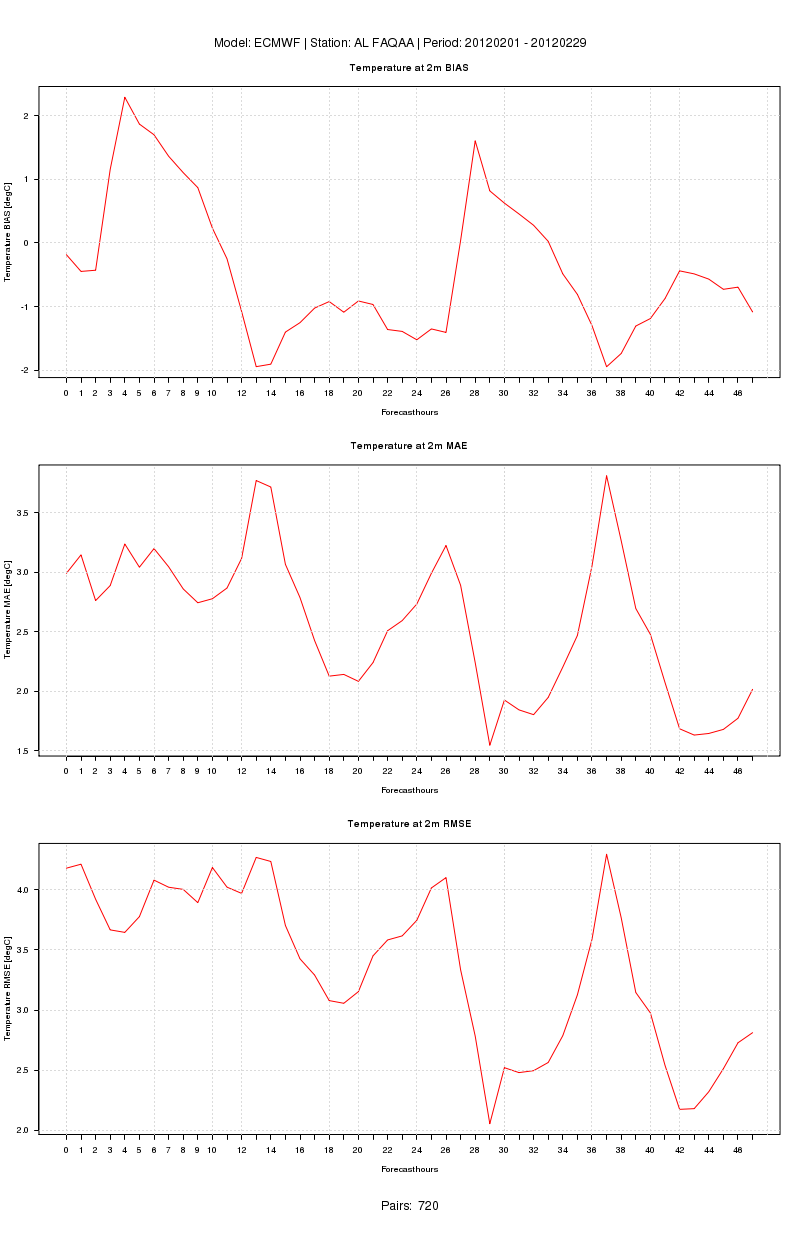 Model: ECMWF | Station: AL FAQAA | Period: 20120201 - 20120229
Temperature at 2m BIAS
Temperature BIAS [degC]
2
1
0
-1
-2
0 1 2 3 4 5 6 7 8 9 10 12 14 16 18 20 22 24 26 28 30 32 34 36 38 40 42 44 46
Forecasthours
Temperature at 2m MAE
Temperature MAE [degC]
3.5
3.0
2.5
2.0
1.5
0 1 2 3 4 5 6 7 8 9 10 12 14 16 18 20 22 24 26 28 30 32 34 36 38 40 42 44 46
Forecasthours
Temperature at 2m RMSE
Temperature RMSE [degC]
4.0
3.5
3.0
2.5
2.0
0 1 2 3 4 5 6 7 8 9 10 12 14 16 18 20 22 24 26 28 30 32 34 36 38 40 42 44 46
Forecasthours
Pairs: 720